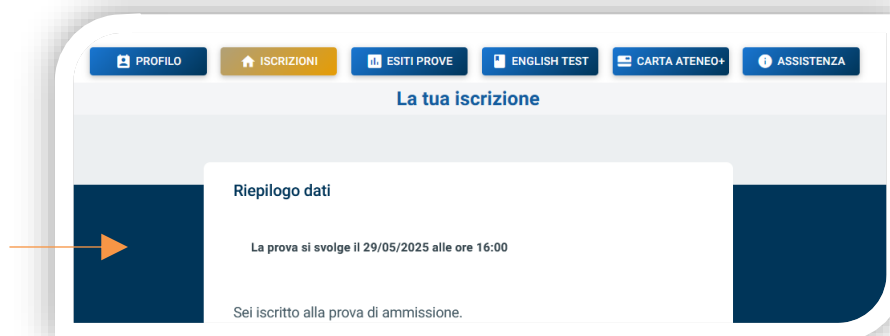 PROFILO
ISCRIZIONI
ESITI PROVE
ENGLISH TEST
CARTA ATENEO+
ASSISTENZA
La tua iscrizione
Riepilogo dati
La prova si svolge il 29/05/2025 alle ore 16:00
Sei iscritto alla prova di ammissione.